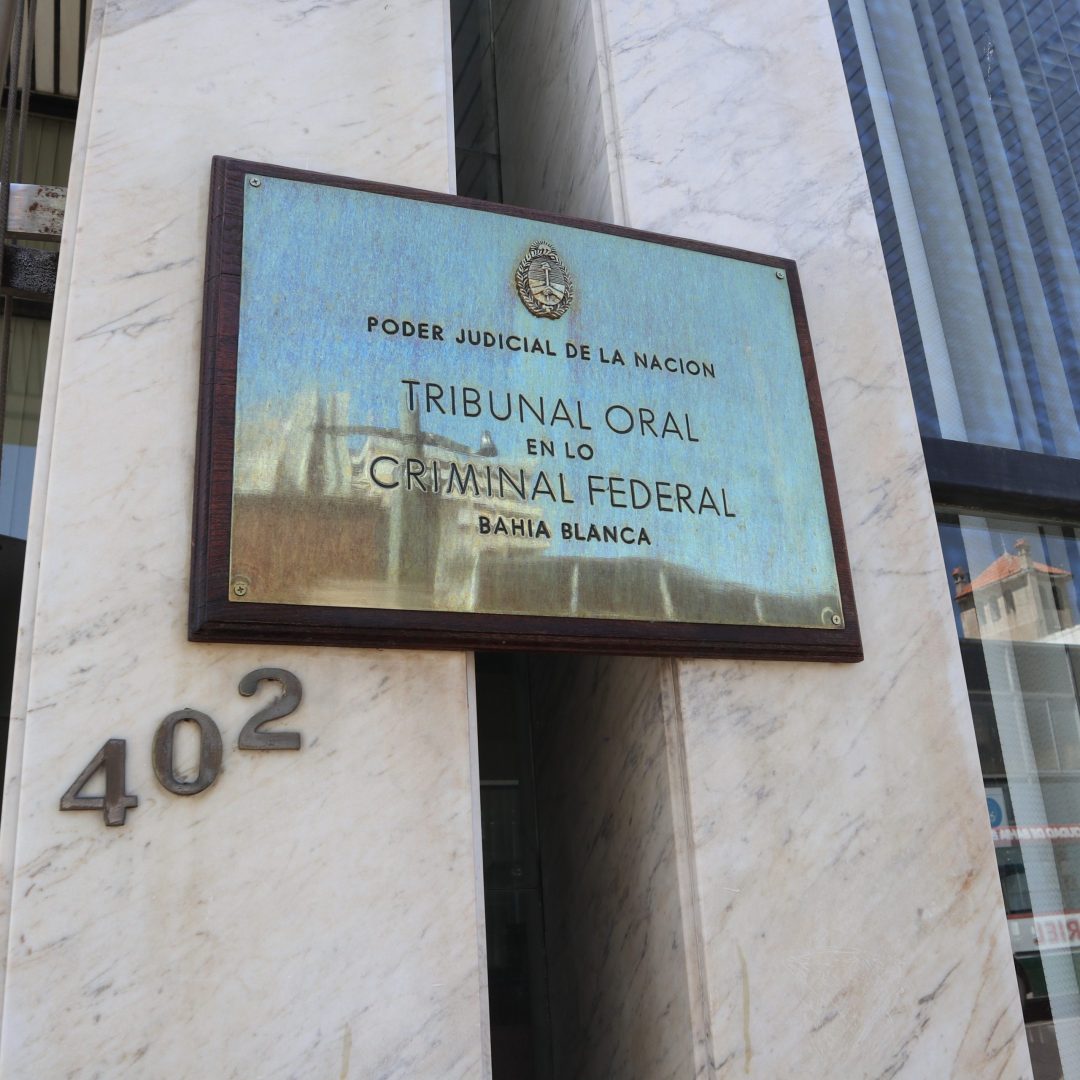 PODER JUDICIAL DE LA NACION
TRIBUNAL ORAL
EN LO
CRIMINAL FEDERAL
BAHIA BLANCA
402